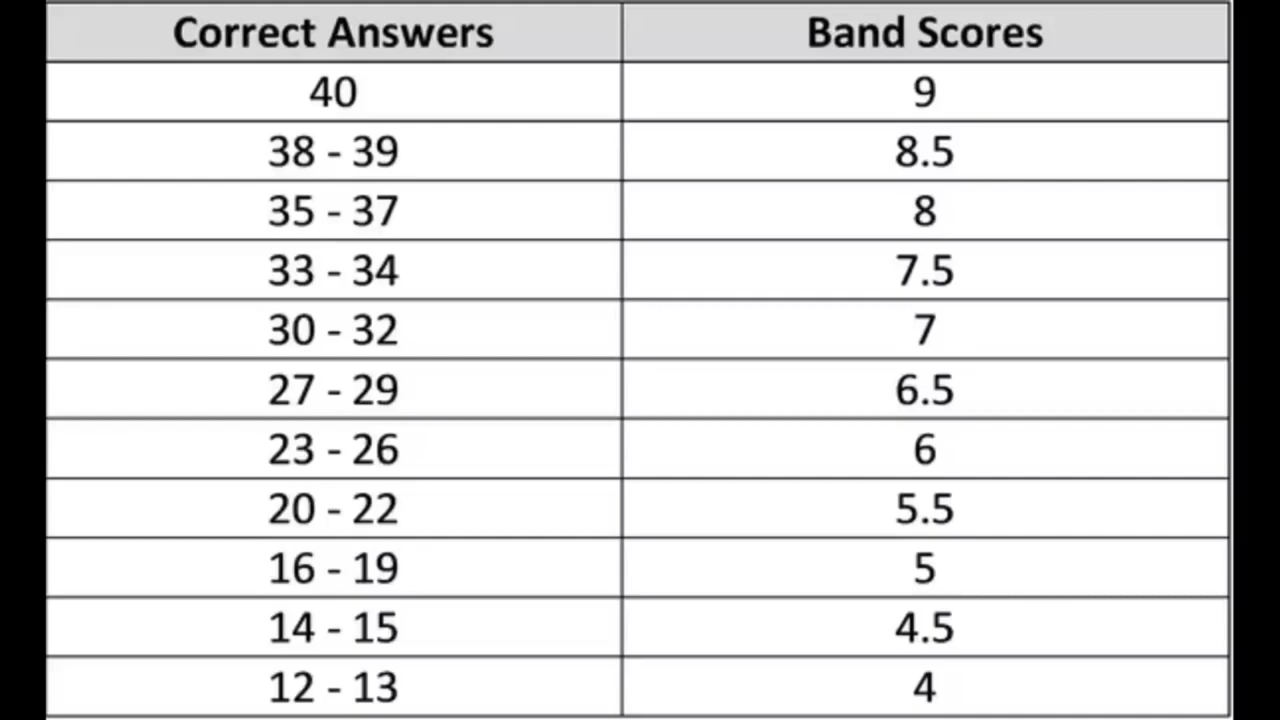 Correct Answers Band Scores
40 9
38 - 39 8.5
35 - 37 8
33 - 34 7.5
30 - 32 7
27 - 29 6.5
23 - 26 6
20 - 22 5.5
16 - 19 5
14 - 15 4.5
12 - 13 4